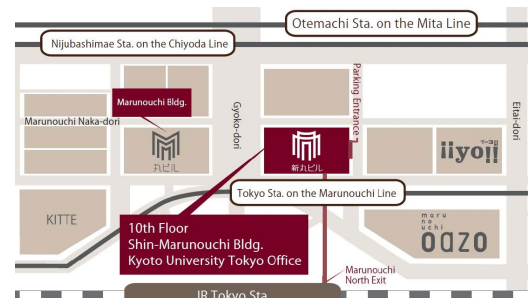 Otemachi Sta. on the Mita Line
Nijubashimae Sta. on the Chiyoda Line
Marunouchi Bldg.
Marunouchi Naka-dori
Gyoko-dori
Parking Entrance
Eitai-dori
丸ビル
新丸ビル
iiyo!!
Tokyo Sta. on the Marunouchi Line
KITTE
10th Floor
Shin-Marunouchi Bldg.
Kyoto University Tokyo Office
maru
no
uchi
oazo
Marunouchi
North Exit
JR Tokyo Sta.